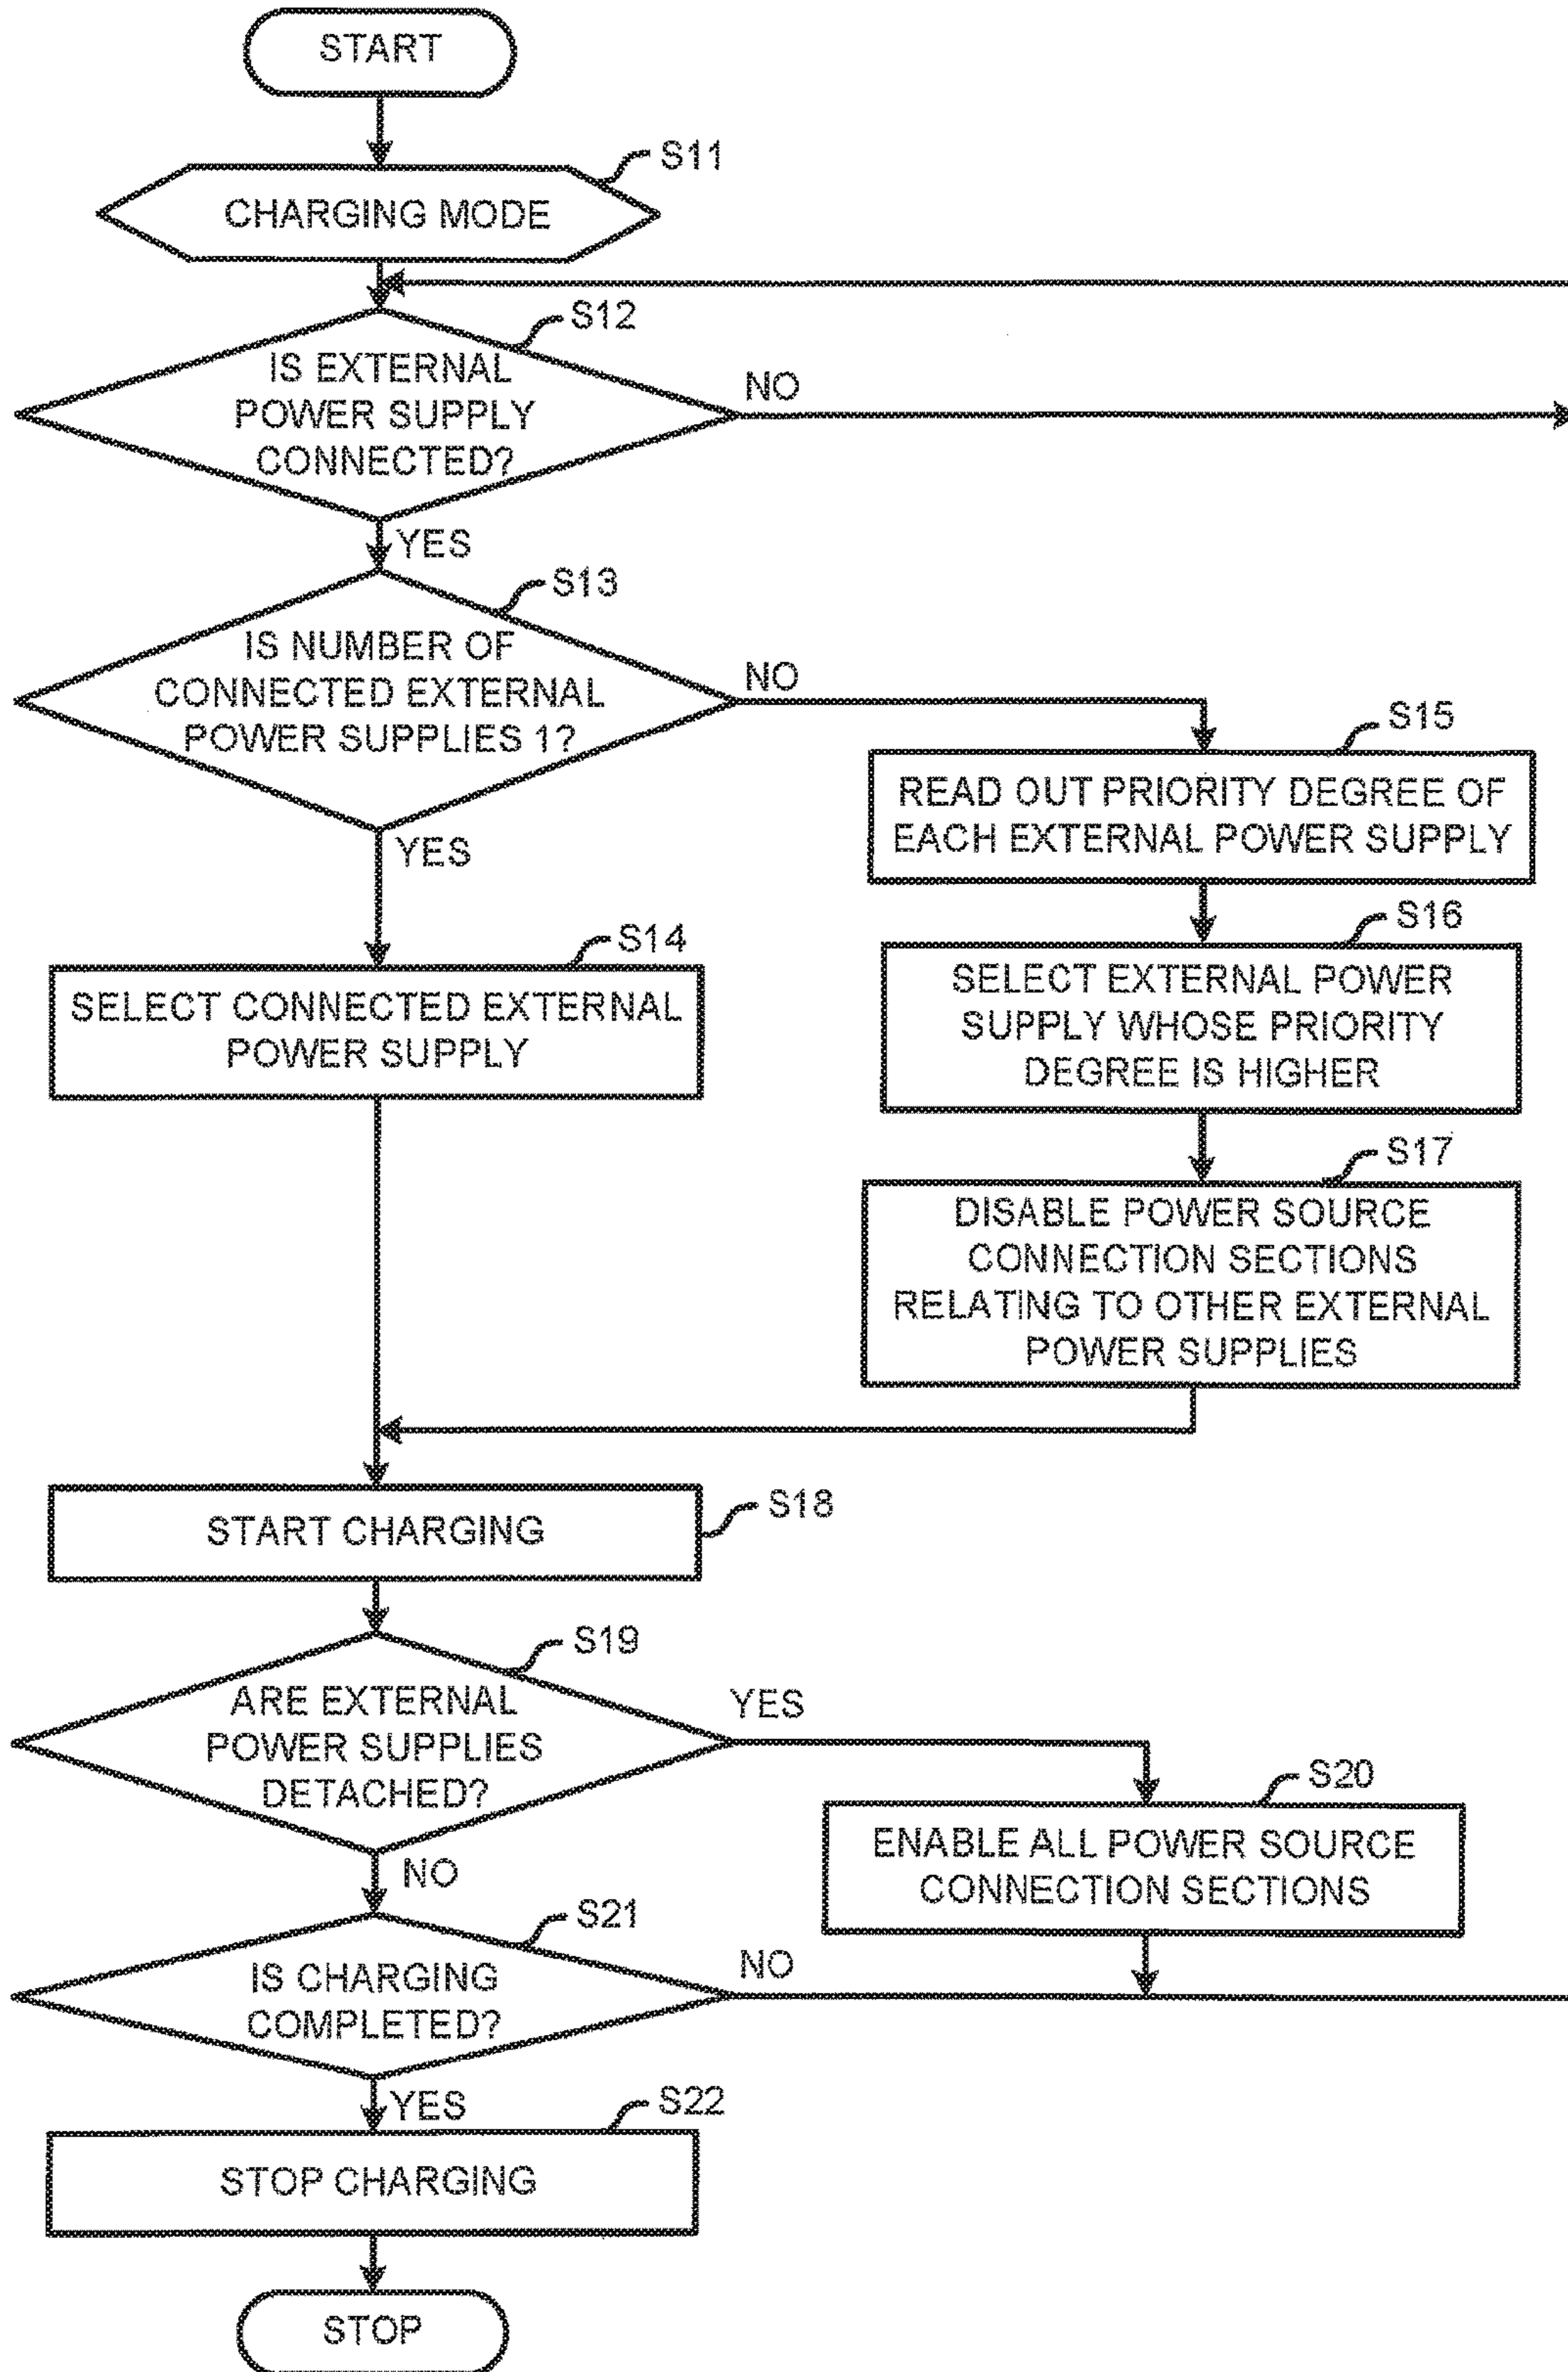 START
S11
CHARGING MODE
S12
IS EXTERNAL
POWER SUPPLY
CONNECTED?
NO
YES
S13
IS NUMBER OF
CONNECTED EXTERNAL
POWER SUPPLIES 1?
NO
YES
S15
READ OUT PRIORITY DEGREE OF
EACH EXTERNAL POWER SUPPLY
S14
SELECT CONNECTED EXTERNAL
POWER SUPPLY
S16
SELECT EXTERNAL POWER
SUPPLY WHOSE PRIORITY
DEGREE IS HIGHER
S17
DISABLE POWER SOURCE
CONNECTION SECTIONS
RELATING TO OTHER EXTERNAL
POWER SUPPLIES
S18
START CHARGING
S19
ARE EXTERNAL
POWER SUPPLIES
DETACHED?
YES
NO
S20
ENABLE ALL POWER SOURCE
CONNECTION SECTIONS
S21
IS CHARGING
COMPLETED?
NO
YES
S22
STOP CHARGING
STOP